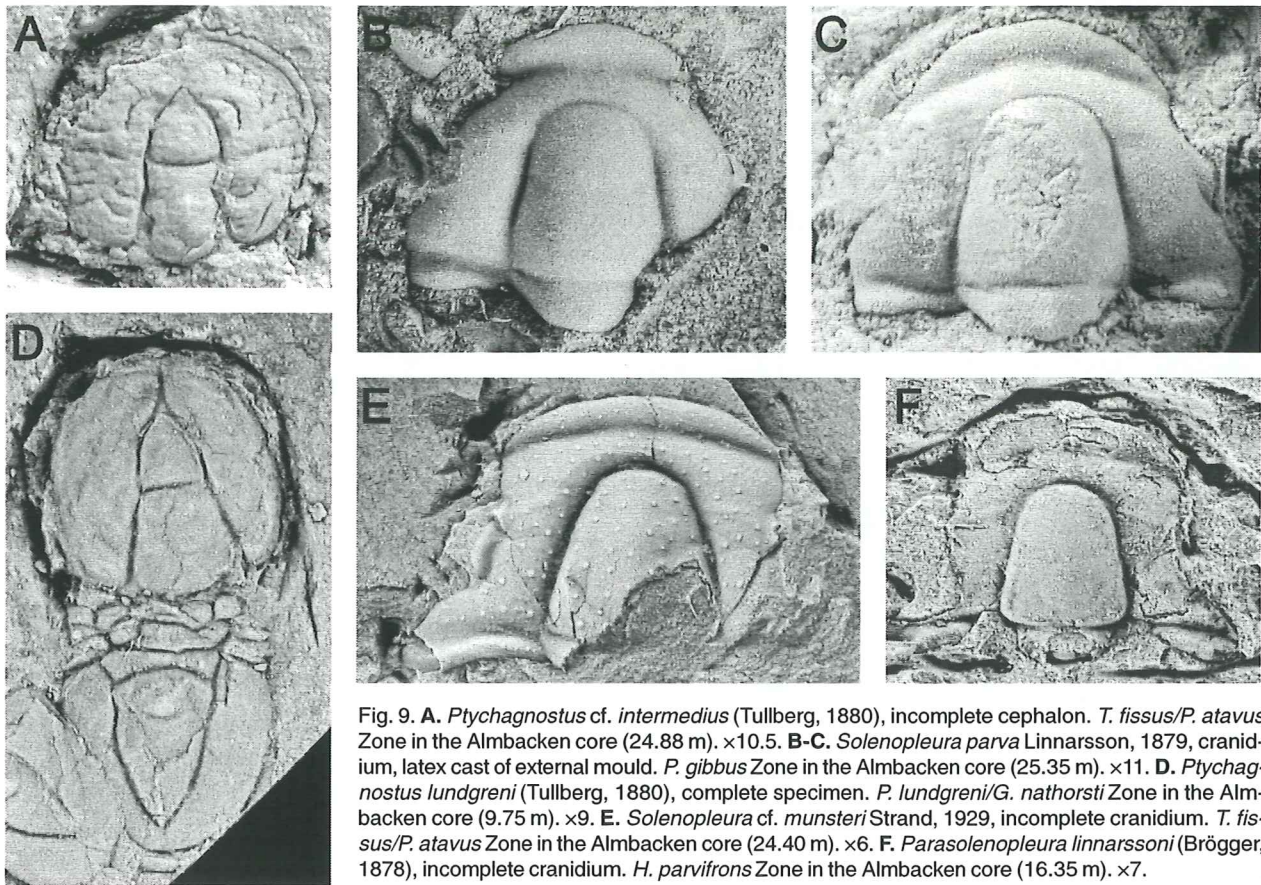 A
B
C
D
E
F
Fig. 9. A. Ptychagnostus cf. intermedius (Tullberg, 1880), incomplete cephalon. T. fissus/P. atavus
Zone in the Almbacken core (24.88 m). ×10.5. B-C. Solenopleura parva Linnarsson, 1879, cranid-
ium, latex cast of external mould. P. gibbus Zone in the Almbacken core (25.35 m). ×11. D. Ptychag-
nostus lundgreni (Tullberg, 1880), complete specimen. P. lundgreni/G. nathorsti Zone in the Alm-
backen core (9.75 m). ×9. E. Solenopleura cf. munsteri Strand, 1929, incomplete cranidium. T. fis-
sus/P. atavus Zone in the Almbacken core (24.40 m). ×6. F. Parasolenopleura linnarssoni (Brögger,
1878), incomplete cranidium. H. parvifrons Zone in the Almbacken core (16.35 m). ×7.